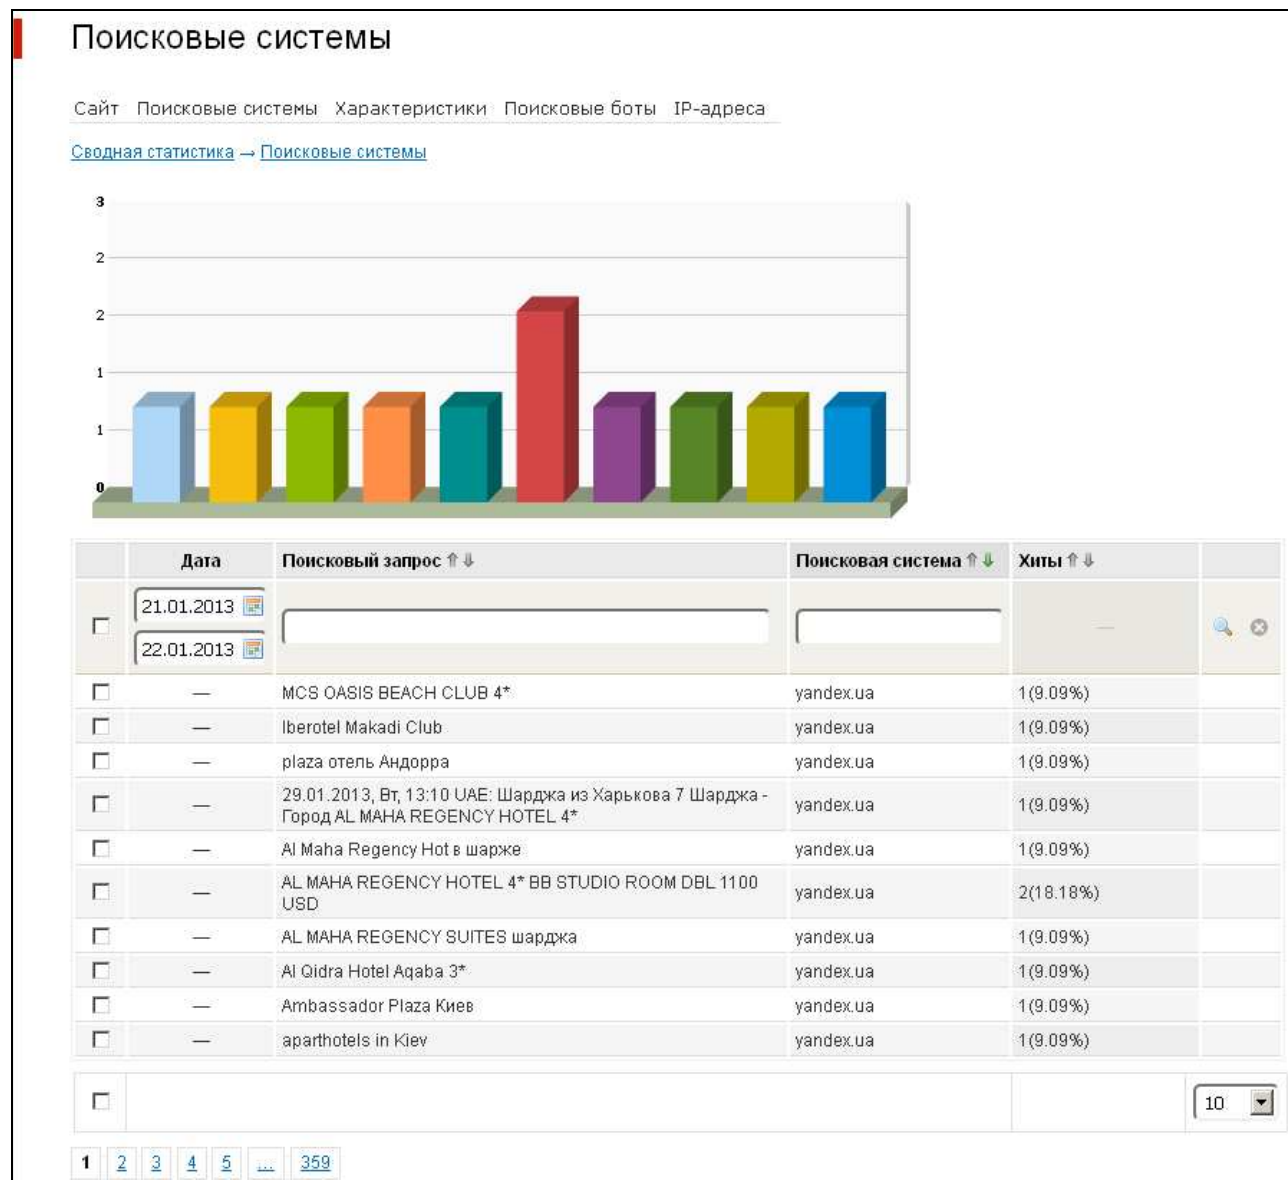 Поисковые системы
Сайт Поисковые системы Характеристики Поисковые боты IP-адреса
Сводная статистика → Поисковые системы
3
2
2
1
1
0
Дата Поисковый запрос ⇑ ⇓ Поисковая система ⇑ ⇓ Хиты ⇑ ⇓
21.01.2013
22.01.2013
—
— MCS OASIS BEACH CLUB 4* yandex.ua 1(9.09%)
— Iberotel Makadi Club yandex.ua 1(9.09%)
— plaza отель Андорра yandex.ua 1(9.09%)
— 29.01.2013, Вт, 13:10 UAE: Шарджа из Харькова 7 Шарджа - yandex.ua 1(9.09%)
Город AL MAHA REGENCY HOTEL 4*
— Al Maha Regency Hot в шарже yandex.ua 1(9.09%)
— AL MAHA REGENCY HOTEL 4* BB STUDIO ROOM DBL 1100 yandex.ua 2(18.18%)
USD
— AL MAHA REGENCY SUITES шарджа yandex.ua 1(9.09%)
— Al Qidra Hotel Aqaba 3* yandex.ua 1(9.09%)
— Ambassador Plaza Киев yandex.ua 1(9.09%)
— aparthotels in Kiev yandex.ua 1(9.09%)
10
1 2 3 4 5 ... 359